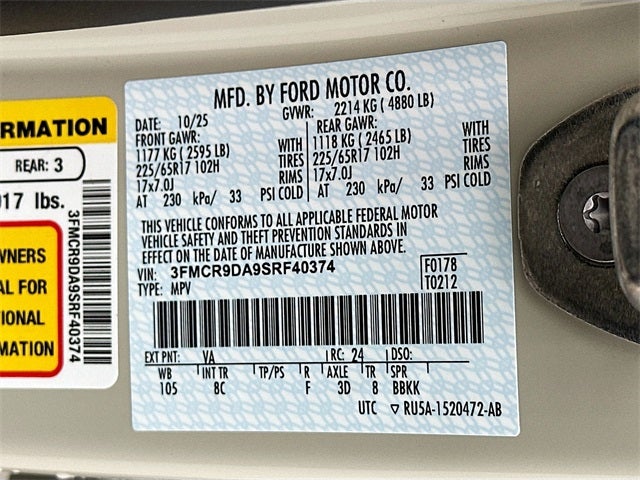 RMATION
REAR: 3
017 lbs.
WNERS
AL FOR
TIONAL
MATION
3FMCR9DA9SRF40374
MFD. BY FORD MOTOR CO.
DATE: 10/25 GVWR: 2214 KG (4880 LB)
FRONT GAWR: REAR GAWR:
1177 KG (2595 LB) WITH 1118 KG (2465 LB) WITH
225/65R17 102H TIRES 225/65R17 102H TIRES
17x7.0J RIMS 17x7.0J RIMS
AT 230 kPa/ 33 PSI COLD AT 230 kPa/ 33 PSI COLD
THIS VEHICLE CONFORMS TO ALL APPLICABLE FEDERAL MOTOR
VEHICLE SAFETY AND THEFT PREVENTION STANDARDS IN
EFFECT ON THE DATE OF MANUFACTURE SHOWN ABOVE.
VIN: 3FMCR9DA9SRF40374 F0178
TYPE: MPV T0212
EXT PNT: VA RC: 24 DSO:
WB INT TR TP/PS R AXLE TR SPR
105 8C F 3D 8 BBKK
UTC ▽ RU5A-1520472-AB